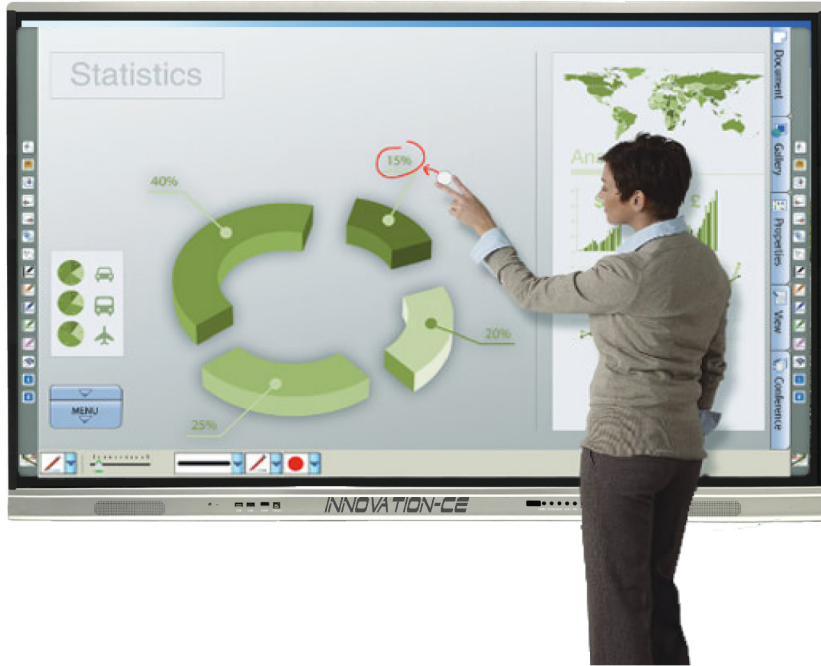 Statistics
15%
40%
20%
25%
MENU
Document
Gallery
Properties
View
Conference
INNOVATION-CE